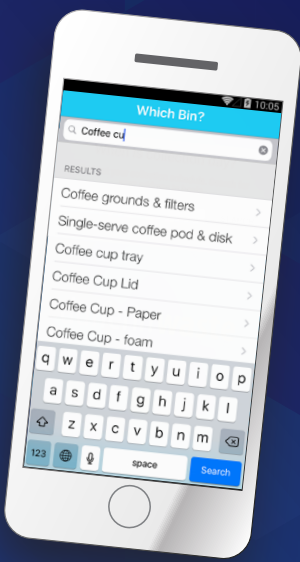 10:05
Which Bin?
Coffee cu
RESULTS
Coffee grounds & filters
Single-serve coffee pod & disk
Coffee cup tray
Coffee Cup Lid
Coffee Cup - Paper
Coffee Cup - foam
q w e r t y u i o p
a s d f g h j k l
z x c v b n m
123 space Search